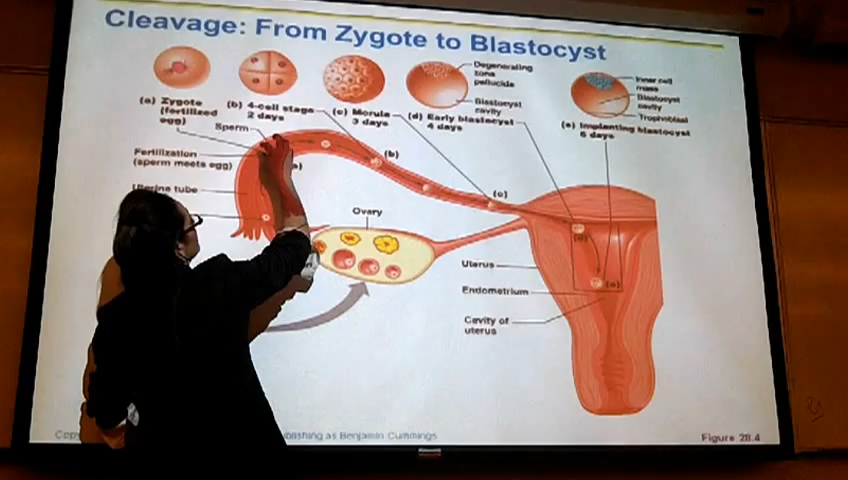 Cleavage: From Zygote to Blastocyst
Degenerating
zona
pellucida
Blastocyst
cavity
Inner cell
mass
Blastocyst
cavity
Trophoblast
(a) Zygote
(fertilized
egg)
(b) 4-cell stage
2 days
(c) Morula
3 days
(d) Early blastocyst
4 days
(e) Implanting blastocyst
6 days
Sperm
Fertilization
(sperm meets egg)
(b)
(c)
Uterine tube
Ovary
(d)
(e)
Uterus
Endometrium
Cavity of
uterus
publishing as Benjamin Cummings
Figure 28.4